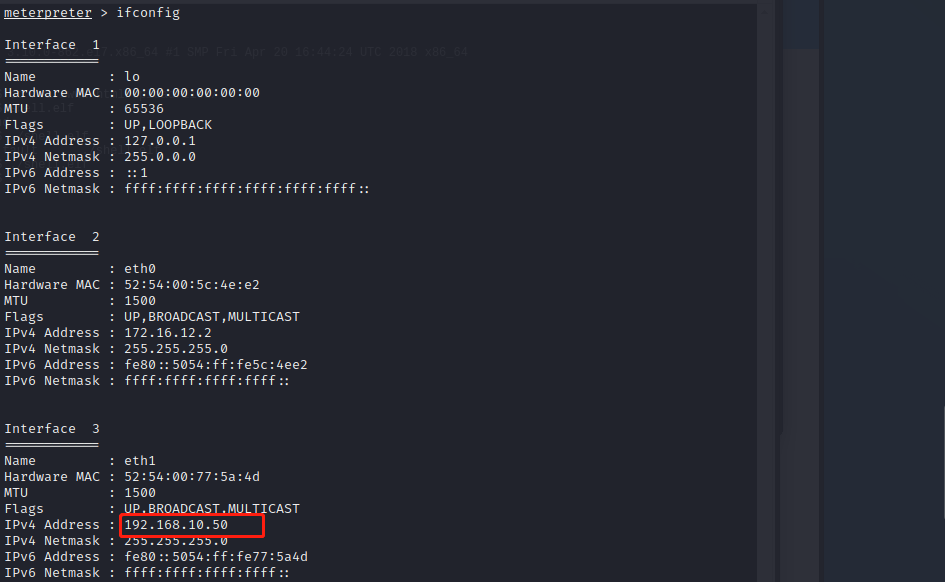 meterpreter > ifconfig
Interface  1
============
Name         : lo
Hardware MAC : 00:00:00:00:00:00
MTU          : 65536
Flags        : UP,LOOPBACK
IPv4 Address : 127.0.0.1
IPv4 Netmask : 255.0.0.0
IPv6 Address : ::1
IPv6 Netmask : ffff:ffff:ffff:ffff:ffff:ffff::
Interface  2
============
Name         : eth0
Hardware MAC : 52:54:00:5c:4e:e2
MTU          : 1500
Flags        : UP,BROADCAST,MULTICAST
IPv4 Address : 172.16.12.2
IPv4 Netmask : 255.255.255.0
IPv6 Address : fe80::5054:ff:fe5c:4ee2
IPv6 Netmask : ffff:ffff:ffff:ffff::
Interface  3
============
Name         : eth1
Hardware MAC : 52:54:00:77:5a:4d
MTU          : 1500
Flags        : UP,BROADCAST,MULTICAST
IPv4 Address : 192.168.10.50
IPv4 Netmask : 255.255.255.0
IPv6 Address : fe80::5054:ff:fe77:5a4d
IPv6 Netmask : ffff:ffff:ffff:ffff::